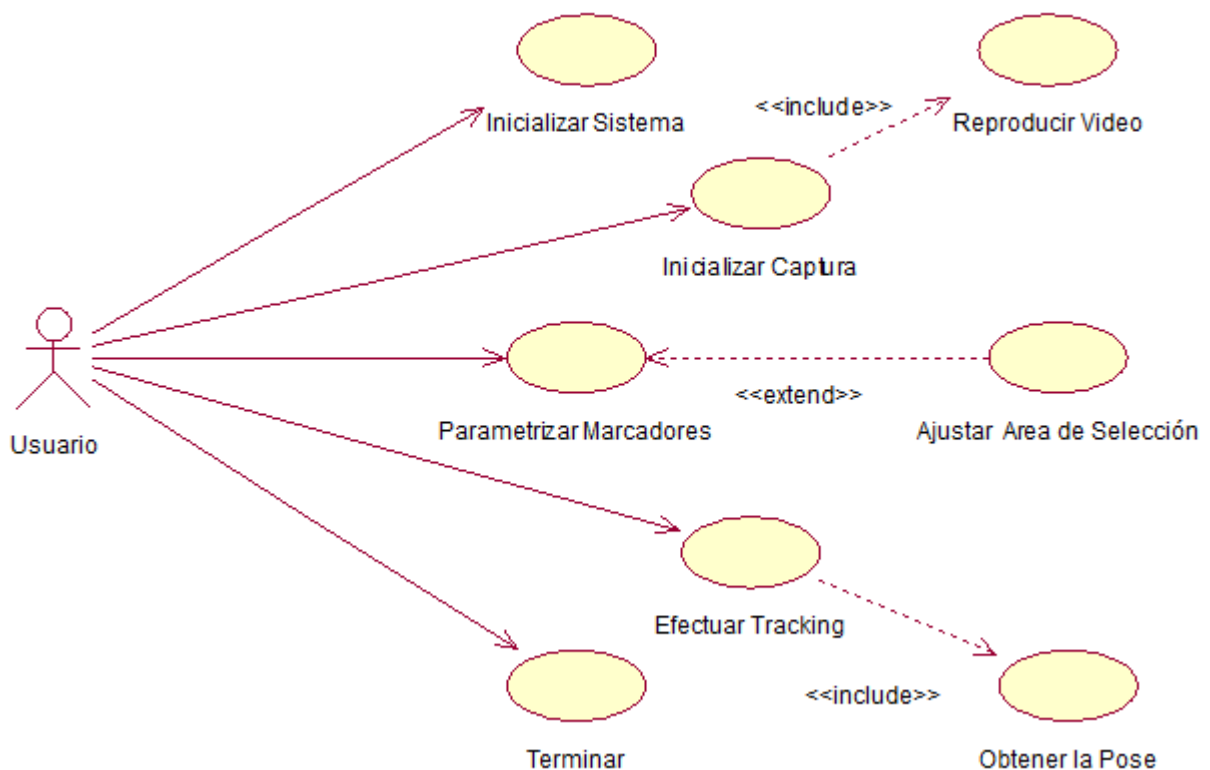 Inicializar Sistema
<<include>>
Reproducir Video
Inicializar Captura
Usuario
Parametrizar Marcadores
<<extend>>
Ajustar Area de Selección
Efectuar Tracking
<<include>>
Terminar
Obtener la Pose